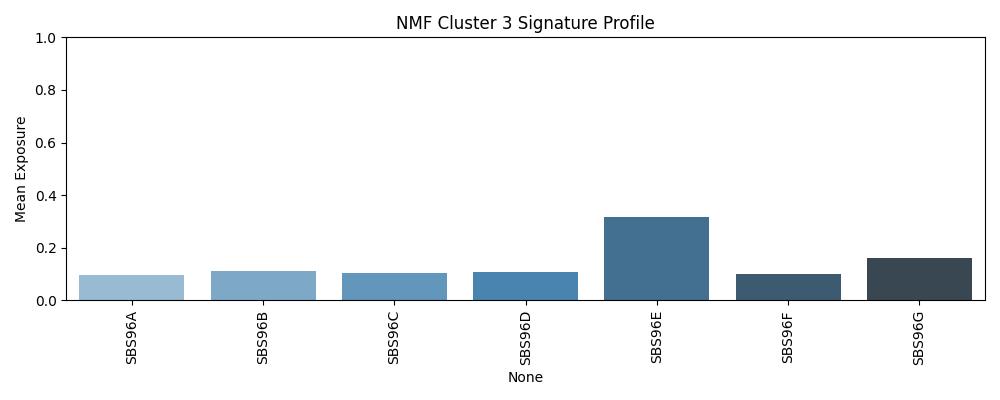 NMF Cluster 3 Signature Profile
Mean Exposure
1.0
0.8
0.6
0.4
0.2
0.0
SBS96A
SBS96B
SBS96C
SBS96D
SBS96E
SBS96F
SBS96G
None